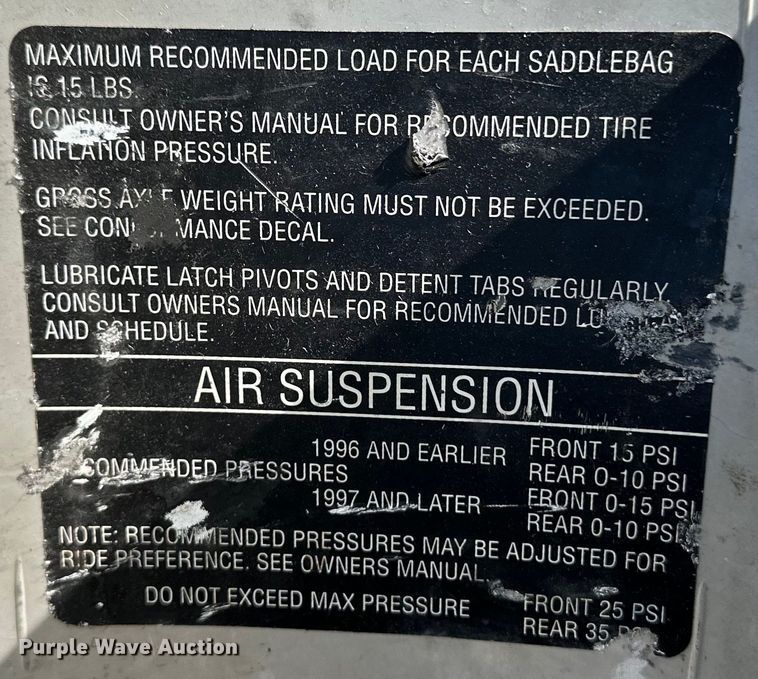 MAXIMUM RECOMMENDED LOAD FOR EACH SADDLEBAG
IS 15 LBS.
CONSULT OWNER'S MANUAL FOR RECOMMENDED TIRE
INFLATION PRESSURE.
GROSS AXLE WEIGHT RATING MUST NOT BE EXCEEDED.
SEE CONFORMANCE DECAL.
LUBRICATE LATCH PIVOTS AND DETENT TABS REGULARLY
CONSULT OWNERS MANUAL FOR RECOMMENDED
AND SCHEDULE.
AIR SUSPENSION
1996 AND EARLIER FRONT 15 PSI
RECOMMENDED PRESSURES REAR 0-10 PSI
1997 AND LATER FRONT 0-15 PSI
REAR 0-10 PSI
NOTE: RECOMMENDED PRESSURES MAY BE ADJUSTED FOR
RIDE PREFERENCE. SEE OWNERS MANUAL.
DO NOT EXCEED MAX PRESSURE FRONT 25 PSI
REAR 35 PSI
Purple Wave Auction